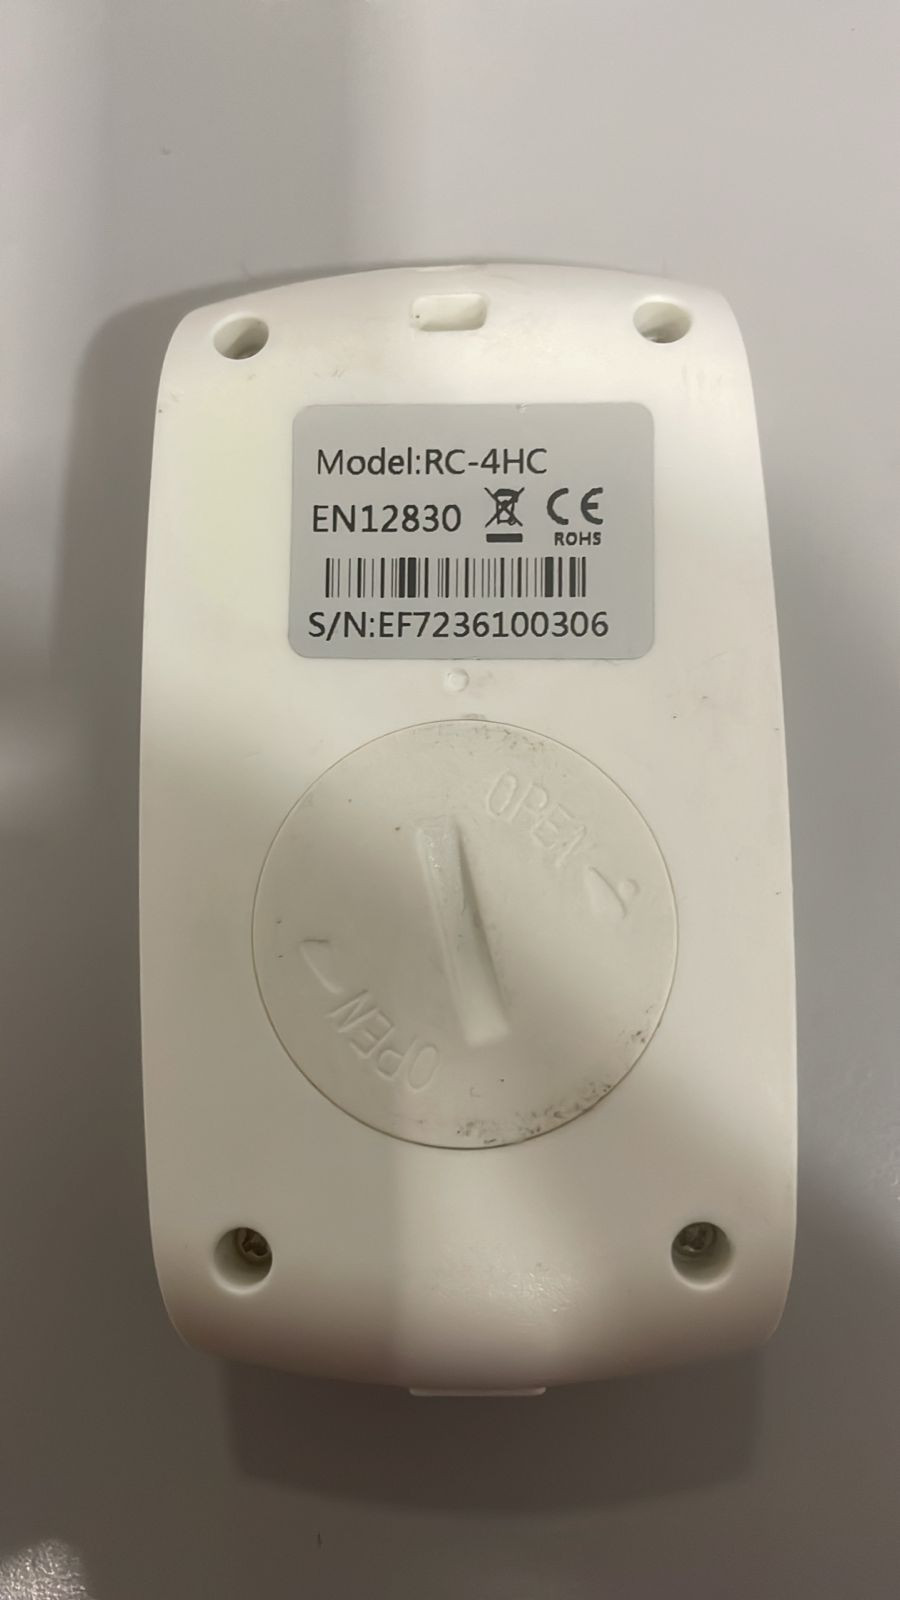 Model:RC-4HC
EN12830 CE
ROHS
S/N:EF7236100306
OPEN
OPEN